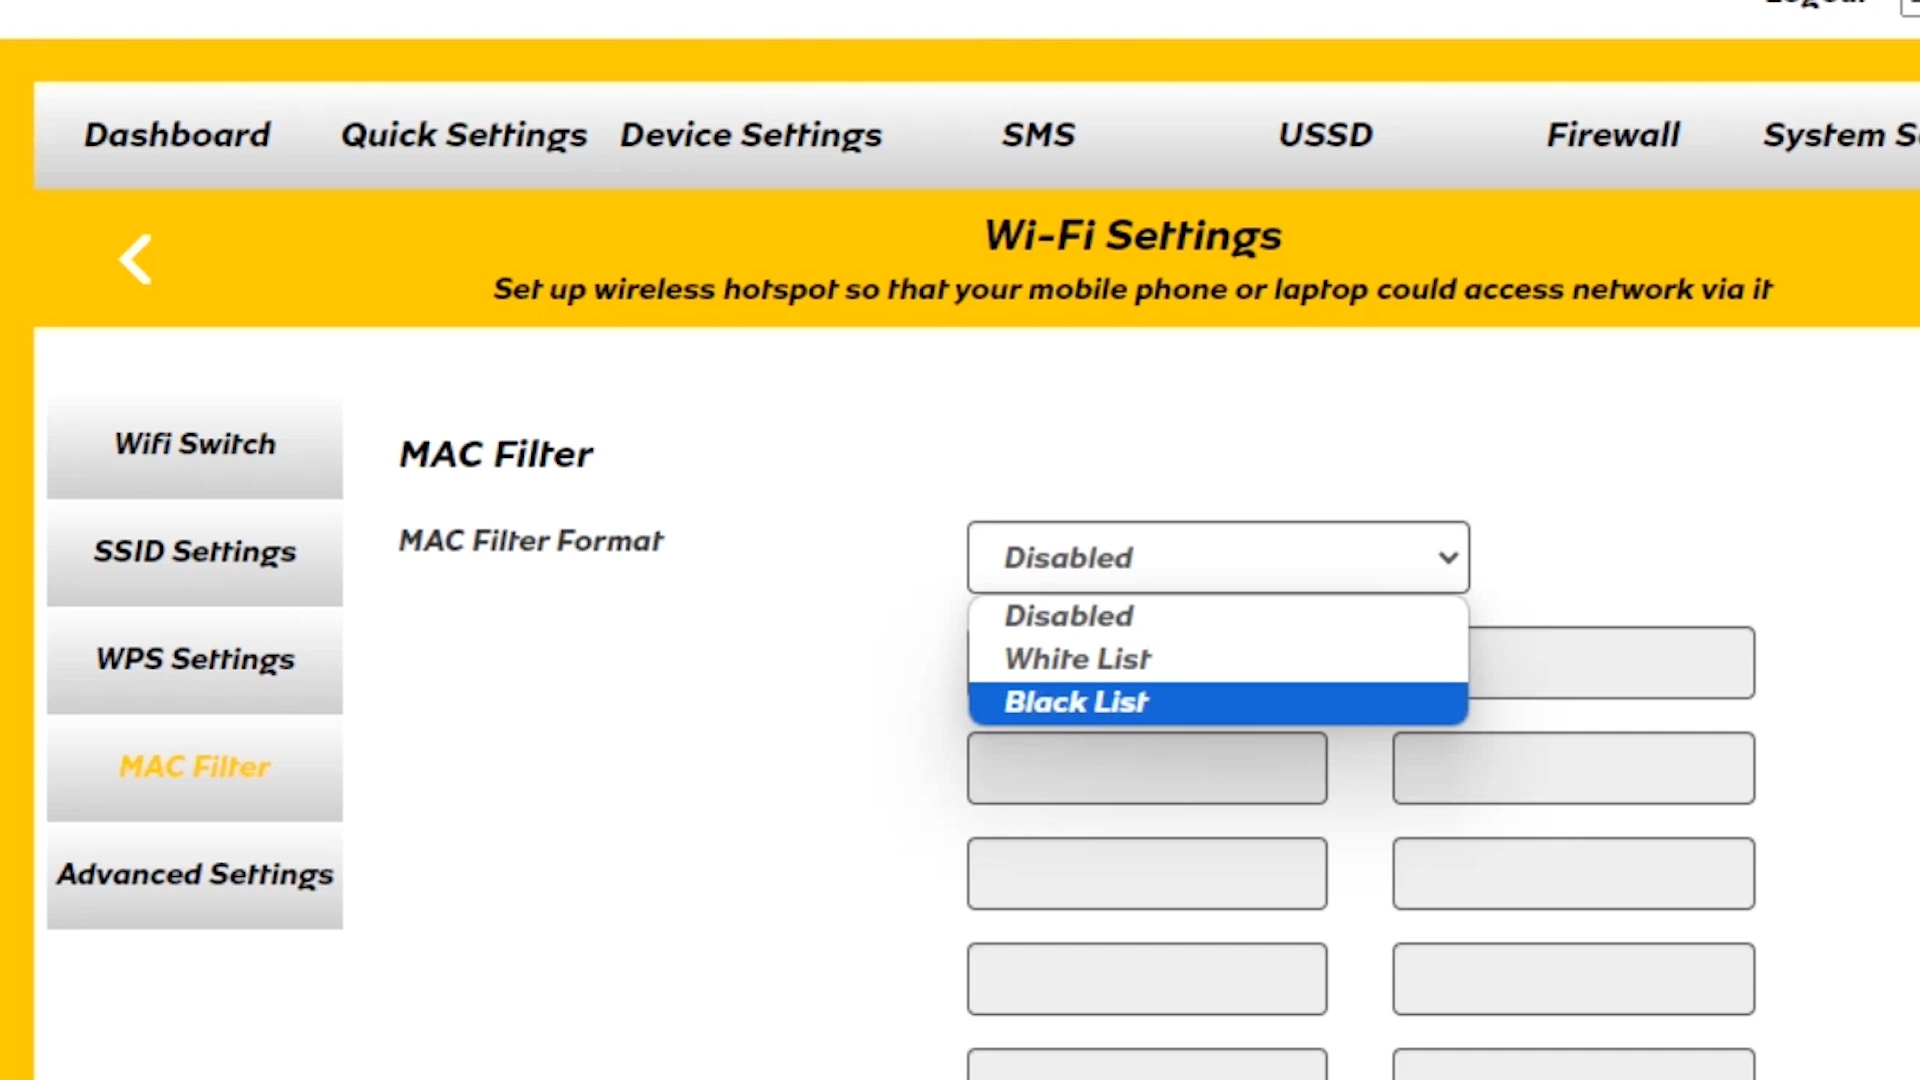 Dashboard Quick Settings Device Settings SMS USSD Firewall System
Wi-Fi Settings
Set up wireless hotspot so that your mobile phone or laptop could access network via it
Wifi Switch
SSID Settings
WPS Settings
MAC Filter
Advanced Settings
MAC Filter
MAC Filter Format
Disabled
Disabled
White List
Black List